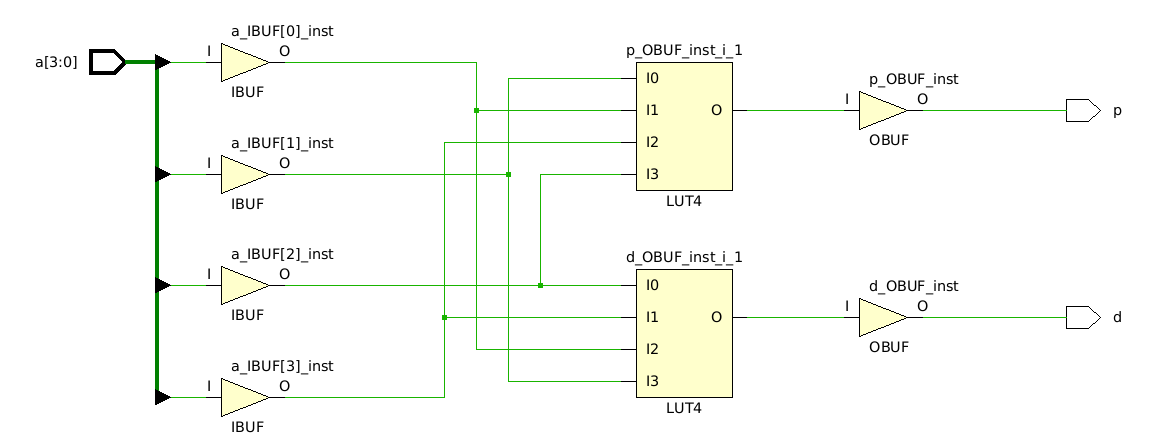 a[3:0]
a_IBUF[0]_inst
I O
IBUF
a_IBUF[1]_inst
I O
IBUF
a_IBUF[2]_inst
I O
IBUF
a_IBUF[3]_inst
I O
IBUF
p_OBUF_inst_i_1
I0
I1 O
I2
I3
LUT4
d_OBUF_inst_i_1
I0
I1 O
I2
I3
LUT4
p_OBUF_inst
I O
OBUF
p
d_OBUF_inst
I O
OBUF
d